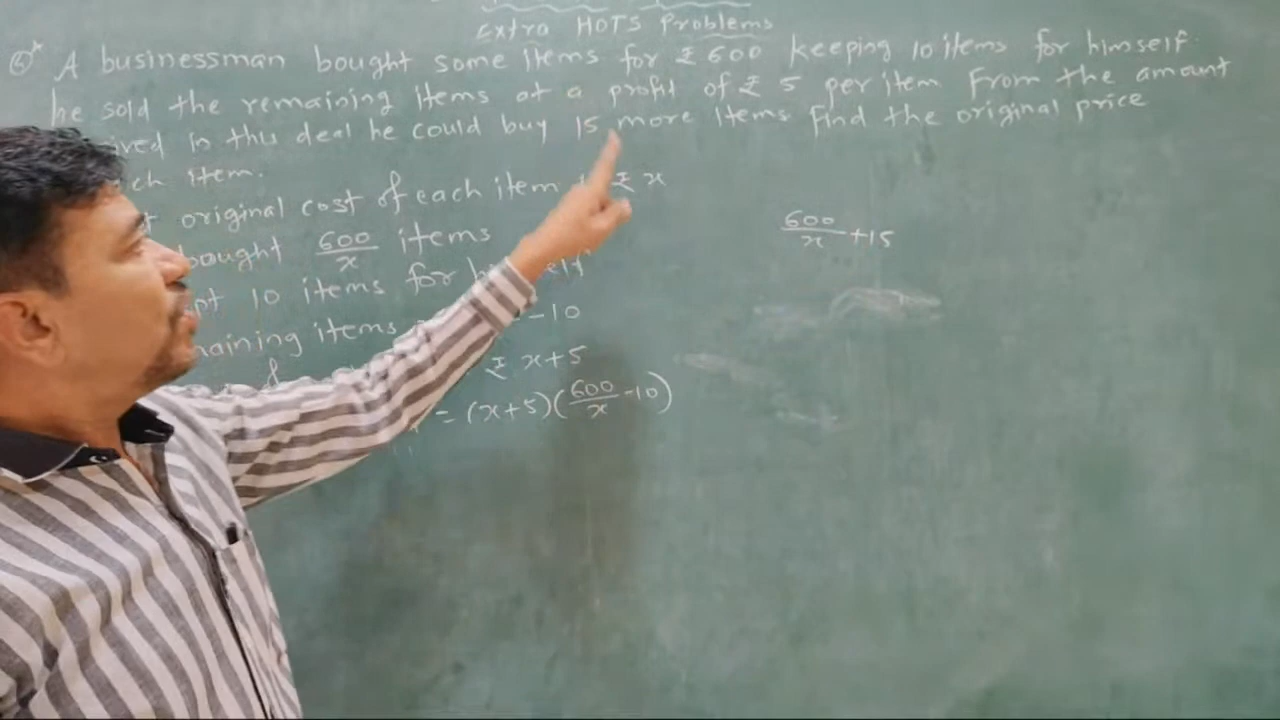 Extro HOTS Problems
6* A businessman bought some items for ₹ 600 keeping 10 items for himself
he sold the remaining items at a profit of ₹ 5 per item From the amount
in this deal he could buy 15 more items find the original price
item.
original cost of each item ₹ x
bought 600/x items
10 items for
items -10
₹ x+5
= (x+5)(600/x -10)
600/x +15